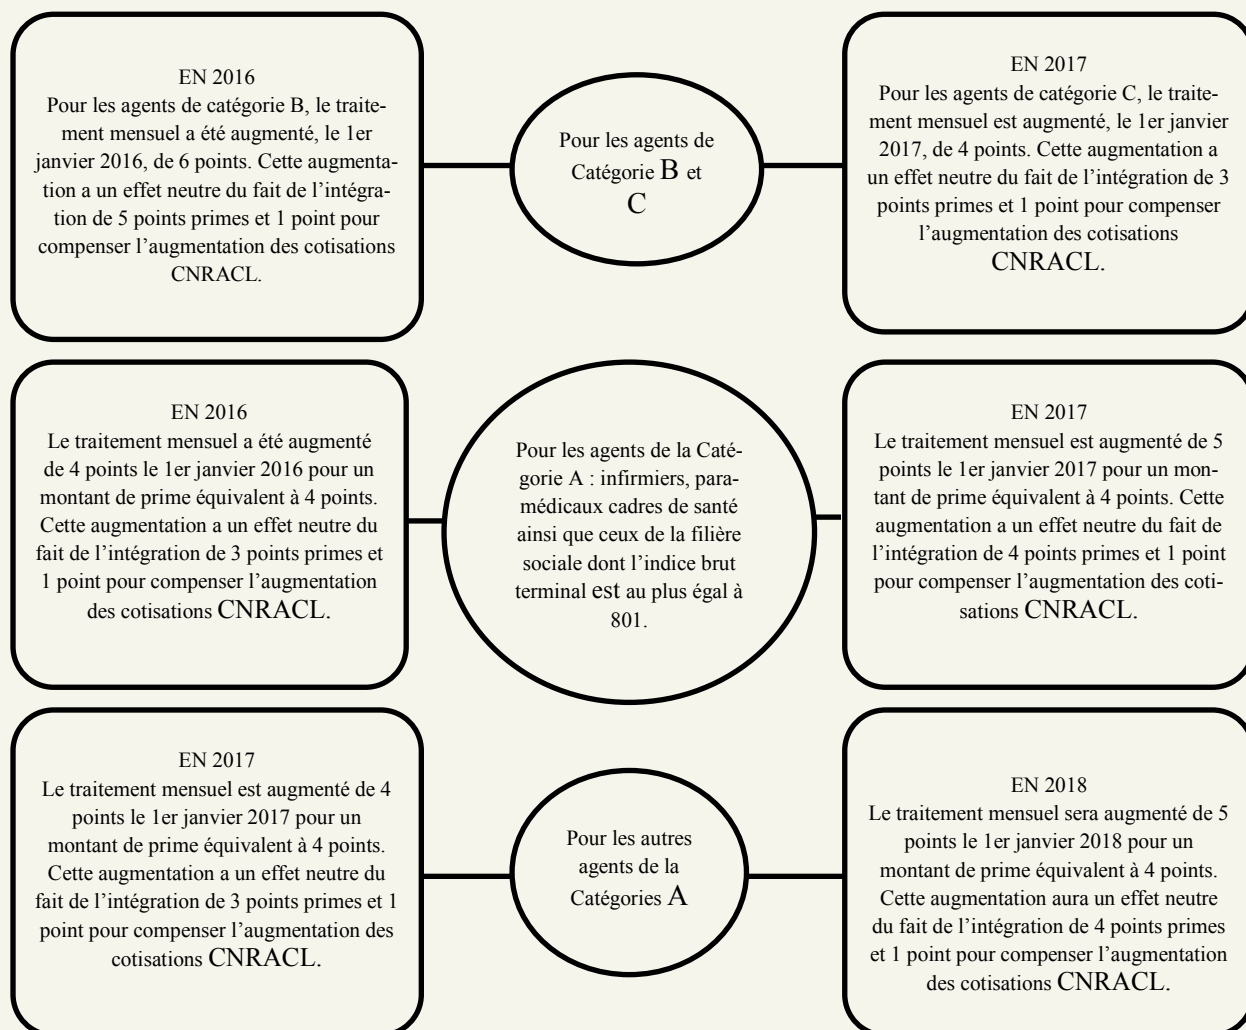 EN 2016
Pour les agents de catégorie B, le traite-
ment mensuel a été augmenté, le 1er
janvier 2016, de 6 points. Cette augmenta-
tion a un effet neutre du fait de l’intégra-
tion de 5 points primes et 1 point pour
compenser l’augmentation des cotisations
CNRACL.
Pour les agents de
Catégorie B et
C
EN 2017
Pour les agents de catégorie C, le traite-
ment mensuel est augmenté, le 1er janvier
2017, de 4 points. Cette augmentation a
un effet neutre du fait de l’intégration de 3
points primes et 1 point pour compenser
l’augmentation des cotisations
CNRACL.
EN 2016
Le traitement mensuel a été augmenté
de 4 points le 1er janvier 2016 pour un
montant de prime équivalent à 4 points.
Cette augmentation a un effet neutre du
fait de l’intégration de 3 points primes et
1 point pour compenser l’augmentation
des cotisations CNRACL.
Pour les agents de la Caté-
gorie A : infirmiers, para-
médicaux cadres de santé
ainsi que ceux de la filière
sociale dont l’indice brut
terminal est au plus égal à
801.
EN 2017
Le traitement mensuel est augmenté de 5
points le 1er janvier 2017 pour un mon-
tant de prime équivalent à 4 points. Cette
augmentation a un effet neutre du fait de
l’intégration de 4 points primes et 1 point
pour compenser l’augmentation des coti-
sations CNRACL.
EN 2017
Le traitement mensuel est augmenté de 4
points le 1er janvier 2017 pour un
montant de prime équivalent à 4 points.
Cette augmentation a un effet neutre du
fait de l’intégration de 3 points primes et 1
point pour compenser l’augmentation des
cotisations CNRACL.
Pour les autres
agents de la
Catégories A
EN 2018
Le traitement mensuel sera augmenté de 5
points le 1er janvier 2018 pour un
montant de prime équivalent à 4 points.
Cette augmentation aura un effet neutre
du fait de l’intégration de 4 points primes
et 1 point pour compenser l’augmentation
des cotisations CNRACL.